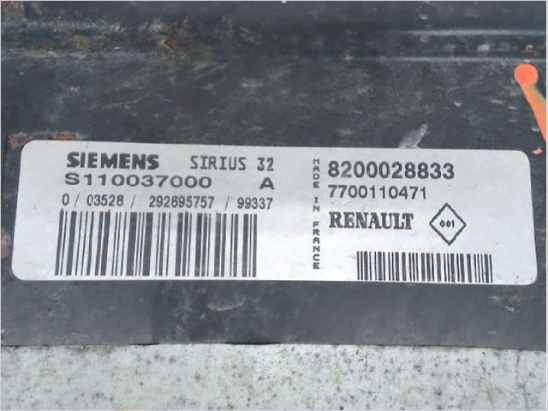 SIEMENS SIRIUS 32
S110037000 A
0/ 03528/ 292695757/ 99337
MADE IN FRANCE
8200028833
7700110471
RENAULT 001